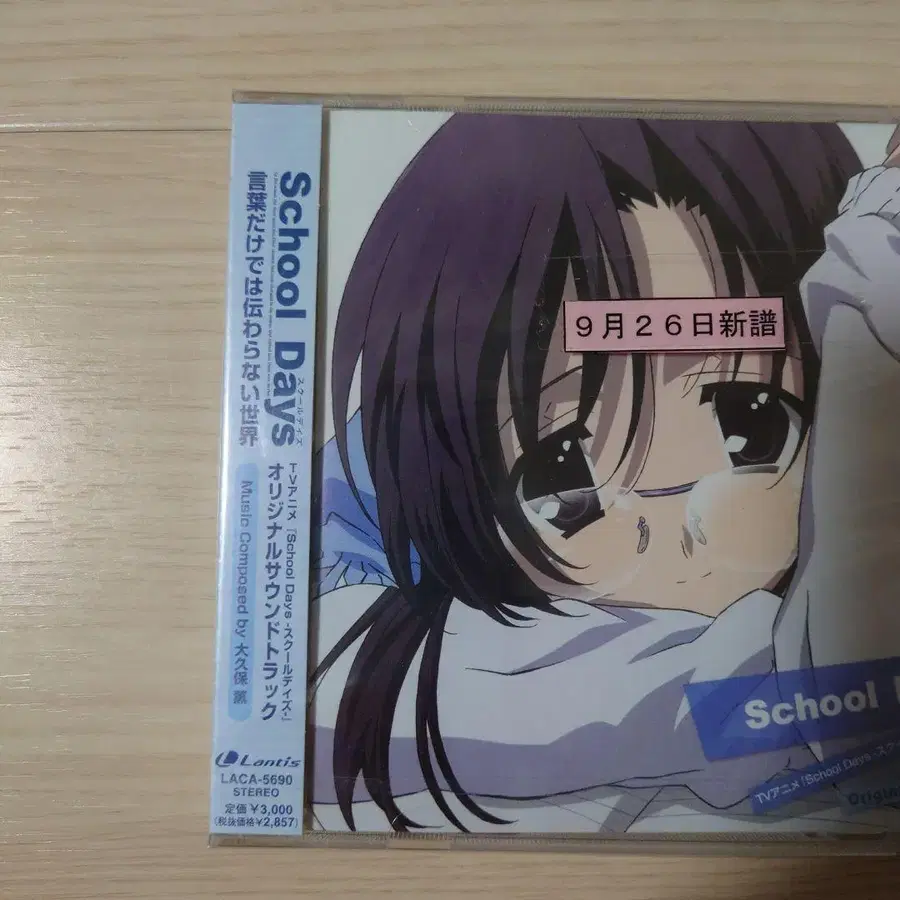 School Days
スクールデイズ
言葉だけでは伝わらない世界
TVアニメ『School Days -スクールデイズ-』
オリジナルサウンドトラック
Music Composed by 大久保 薫
Lantis
LACA-5690
STEREO
定価￥3,000
(税抜価格￥2,857)
９月２６日新譜
School
TVアニメ『School Days -ス
Origi